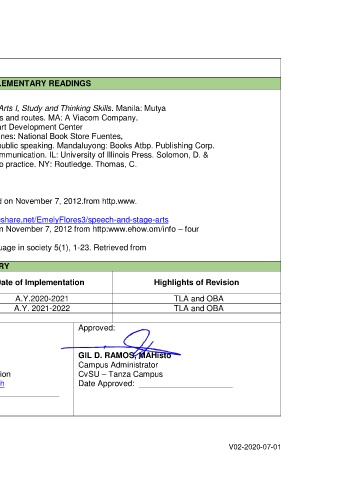 LEMENTARY READINGS
Arts I, Study and Thinking Skills. Manila: Mutya
s and routes. MA: A Viacom Company.
art Development Center
nes: National Book Store Fuentes,
public speaking. Mandaluyong: Books Atbp. Publishing Corp.
mmunication. IL: University of Illinois Press. Solomon, D. &
o practice. NY: Routledge. Thomas, C.
d on November 7, 2012.from http.www.
eshare.net/EmelyFlores3/speech-and-stage-arts
n November 7, 2012 from http:www.ehow.om/info – four
uage in society 5(1), 1-23. Retrieved from
RY
Date of Implementation Highlights of Revision
A.Y.2020-2021 TLA and OBA
A.Y. 2021-2022 TLA and OBA
Approved:
GIL D. RAMOS, MAHisto
Campus Administrator
ion CvSU – Tanza Campus
h Date Approved: ______________________
V02-2020-07-01